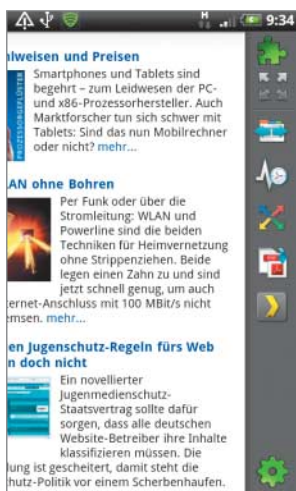 H
9:34
lweisen und Preisen
PROZESSORGEFLÜSTER
Smartphones und Tablets sind
begehrt – zum Leidwesen der PC-
und x86-Prozessorhersteller. Auch
Marktforscher tun sich schwer mit
Tablets: Sind das nun Mobilrechner
oder nicht? mehr...
AN ohne Bohren
Per Funk oder über die
Stromleitung: WLAN und
Powerline sind die beiden
Techniken für Heimvernetzung
ohne Strippenziehen. Beide
legen einen Zahn zu und sind
jetzt schnell genug, um auch
ternet-Anschluss mit 100 MBit/s nicht
emsen. mehr...
en Jugenschutz-Regeln fürs Web
n doch nicht
Ein novellierter
Jugenmedienschutz-
Staatsvertrag sollte dafür
sorgen, dass alle deutschen
Website-Betreiber ihre Inhalte
klassifizieren müssen. Die
lung ist gescheitert, damit steht die
hutz-Politik vor einem Scherbenhaufen.